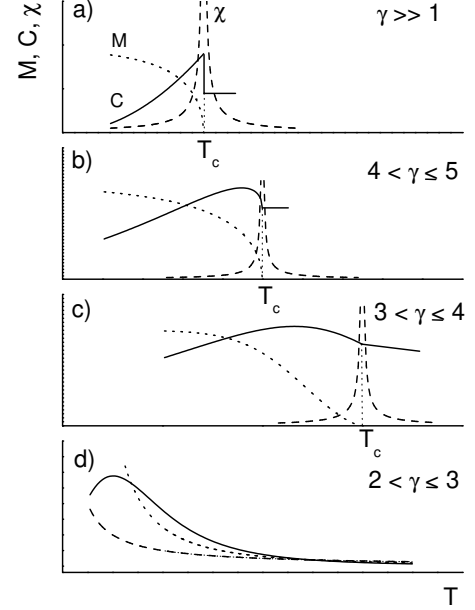 M, C, χ
a)
χ
γ >> 1
M
C
T_c
b)
4 < γ ≤ 5
T_c
c)
3 < γ ≤ 4
T_c
d)
2 < γ ≤ 3
T